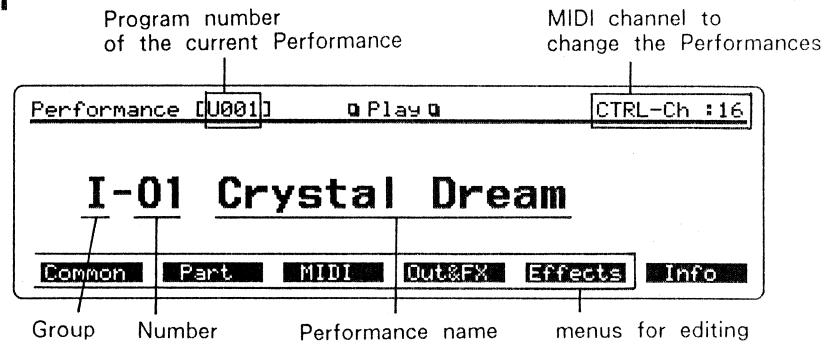 Program number
of the current Performance
MIDI channel to
change the Performances
Performance [U001]
Play
CTRL-Ch :16
I-01 Crystal Dream
Common Part MIDI Out&FX Effects Info
Group Number Performance name menus for editing